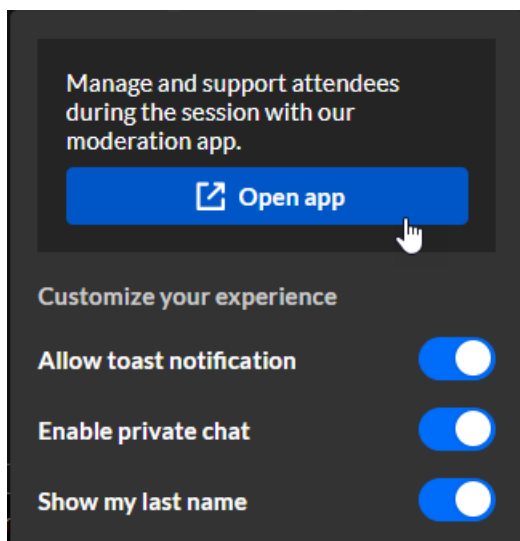 Manage and support attendees
during the session with our
moderation app.
Open app
Customize your experience
Allow toast notification
Enable private chat
Show my last name